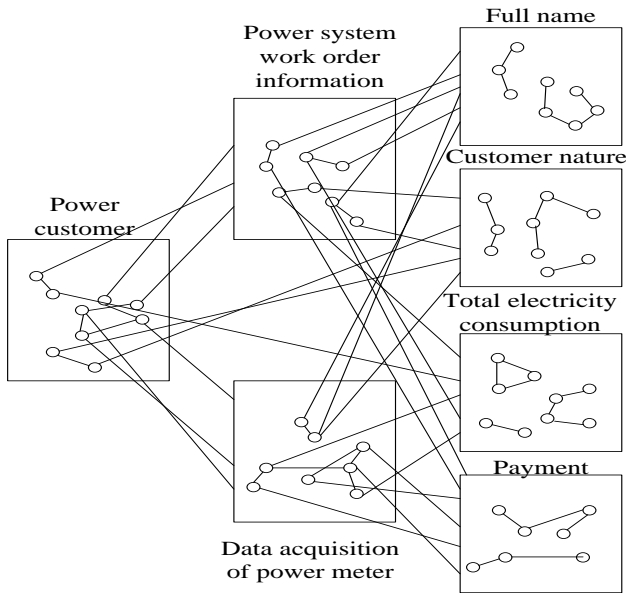 Power system
work order
information
Full name
Customer nature
Power
customer
Total electricity
consumption
Payment
Data acquisition
of power meter